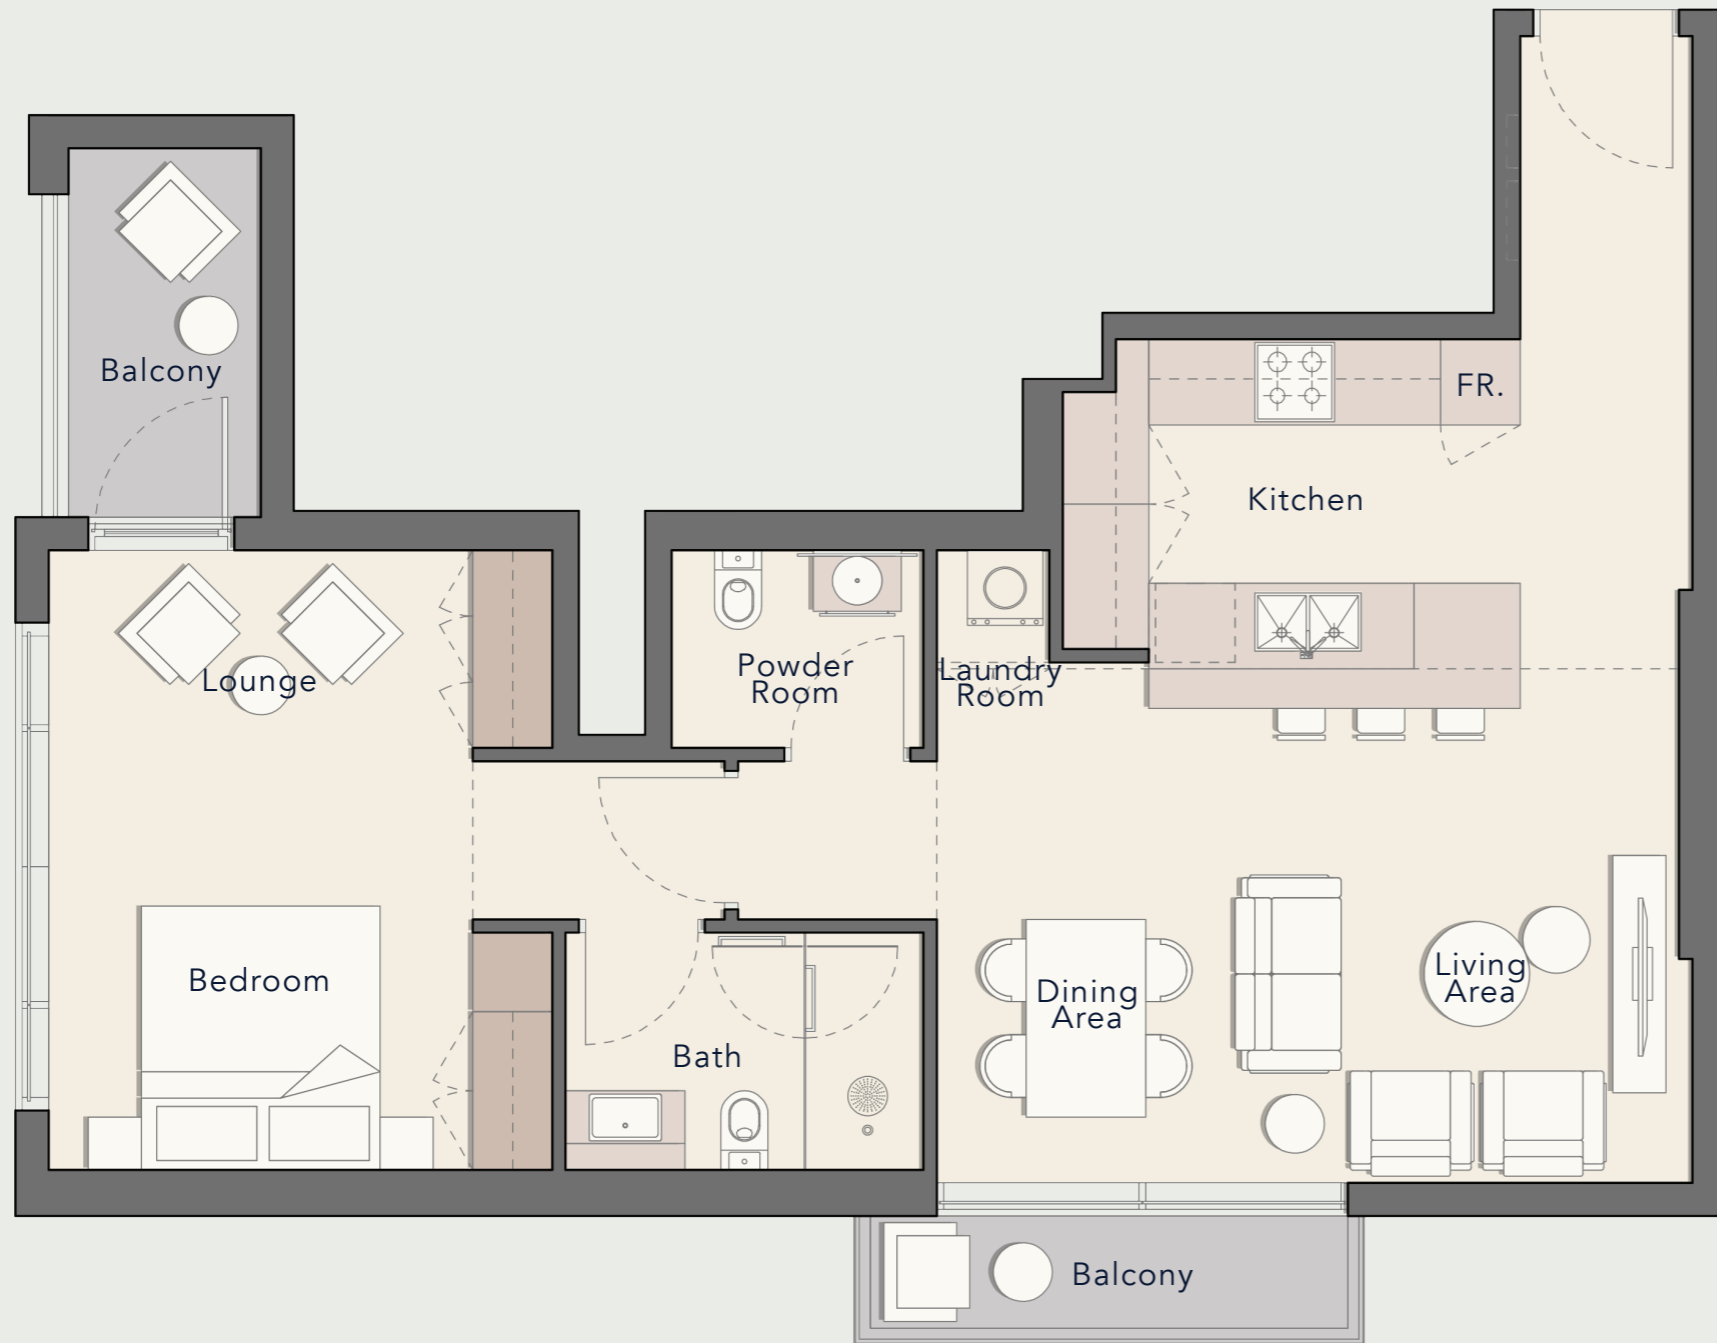 Balcony
FR.
Kitchen
Lounge
Powder
Room
Laundry
Room
Bedroom
Bath
Dining
Area
Living
Area
Balcony